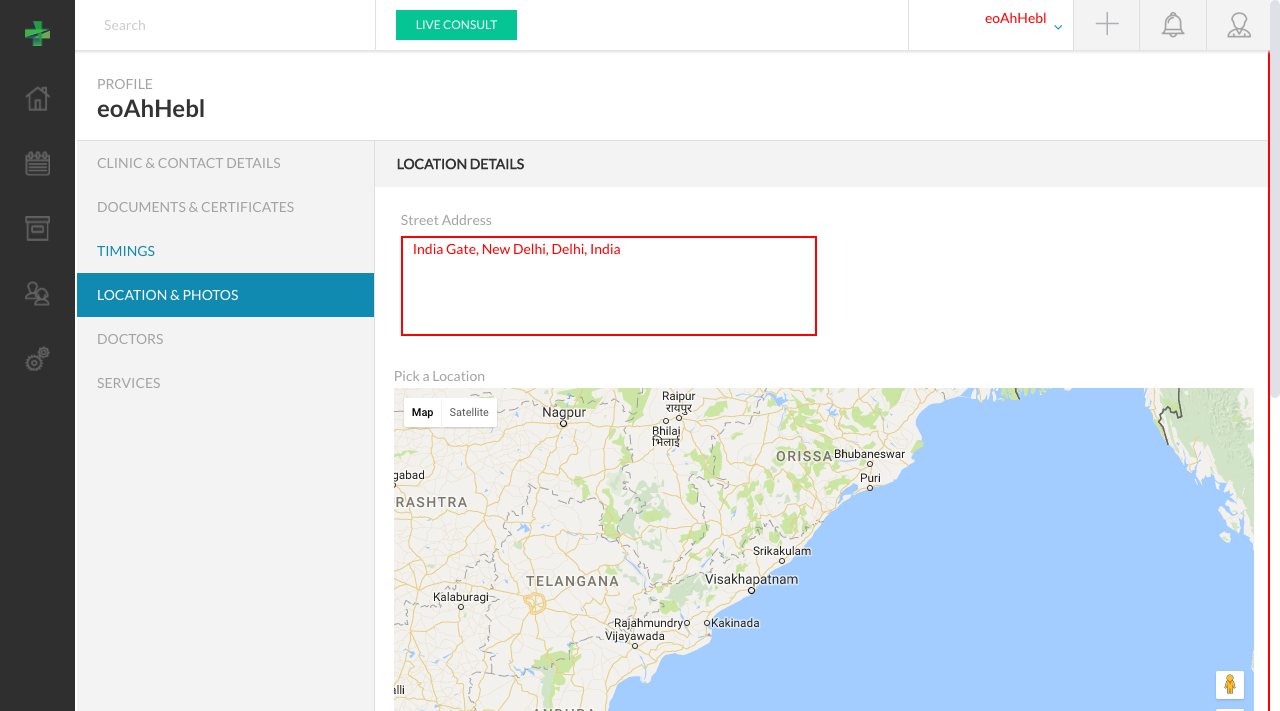 Search
LIVE CONSULT
eoAhHebl
PROFILE
eoAhHebl
CLINIC & CONTACT DETAILS
DOCUMENTS & CERTIFICATES
TIMINGS
LOCATION & PHOTOS
DOCTORS
SERVICES
LOCATION DETAILS
Street Address
India Gate, New Delhi, Delhi, India
Pick a Location
Map Satellite
Nagpur
Raipur
रायपुर
Bhilai
भिलाई
ORISSA
Bhubaneswar
Puri
gabad
RASHTRA
Srikakulam
TELANGANA
Visakhapatnam
Kalaburagi
Rajahmundry
Kakinada
Vijayawada
alli
ANDHRA